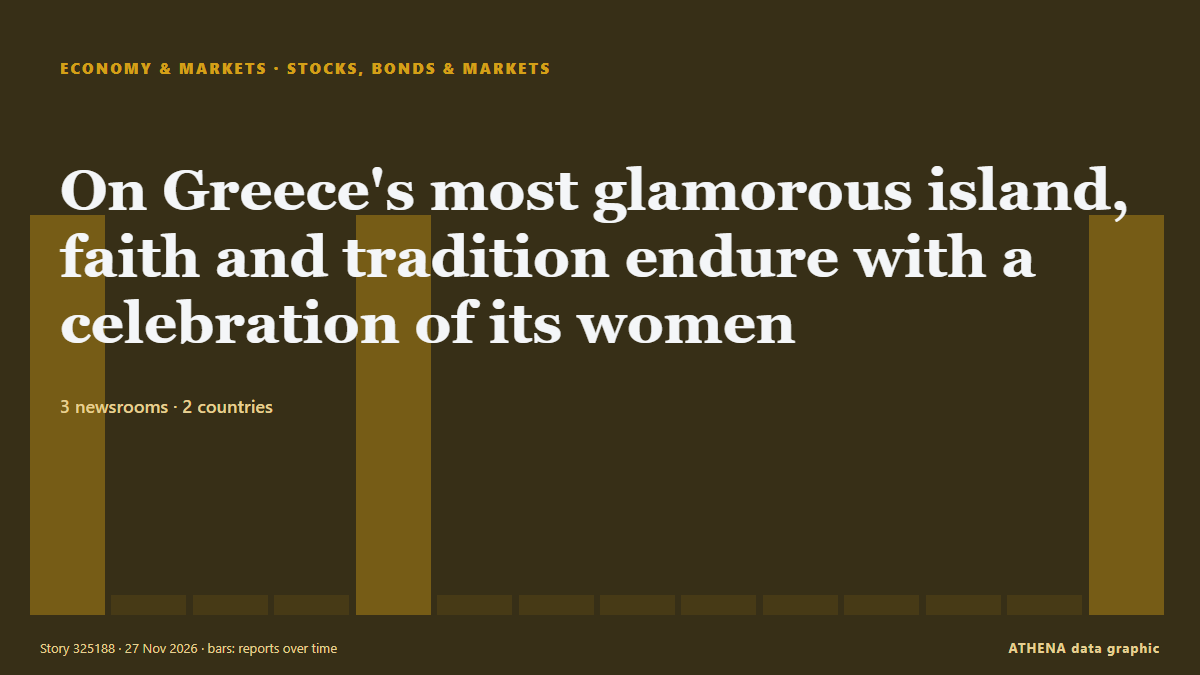 ECONOMY & MARKETS · STOCKS, BONDS & MARKETS
On Greece's most glamorous island,
faith and tradition endure with a
celebration of its women
3 newsrooms · 2 countries
Story 325188 · 27 Nov 2026 · bars: reports over time
ATHENA data graphic